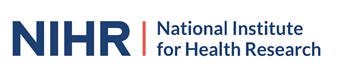 NIHR | National Institute
for Health Research